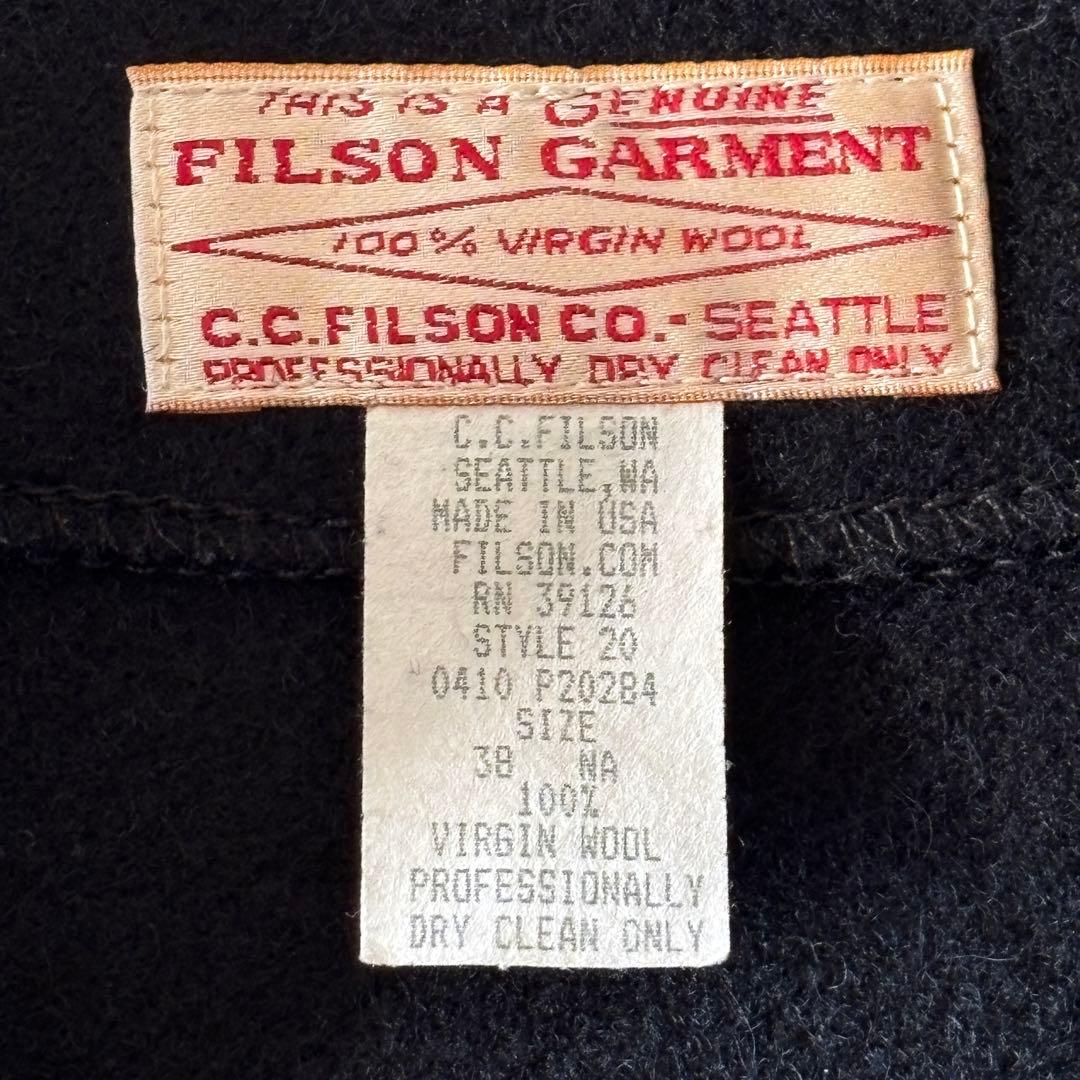 THIS IS A GENUINE
FILSON GARMENT
100% VIRGIN WOOL
C.C.FILSON CO.- SEATTLE
PROFESSIONALLY DRY CLEAN ONLY
C.C.FILSON
SEATTLE,WA
MADE IN USA
FILSON.COM
RN 39126
STYLE 20
0410 P20284
SIZE
38 NA
100%
VIRGIN WOOL
PROFESSIONALLY
DRY CLEAN ONLY